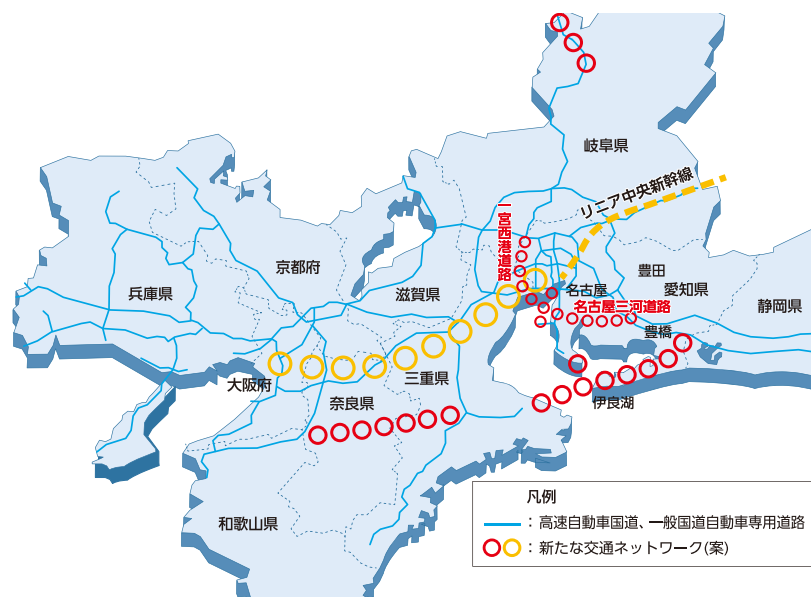 岐阜県
リニア中央新幹線
一宮西港道路
京都府
滋賀県
兵庫県
名古屋
豊田
愛知県
静岡県
名古屋三河道路
豊橋
大阪府
三重県
奈良県
伊良湖
和歌山県
凡例
：高速自動車国道、一般国道自動車専用道路
：新たな交通ネットワーク(案)